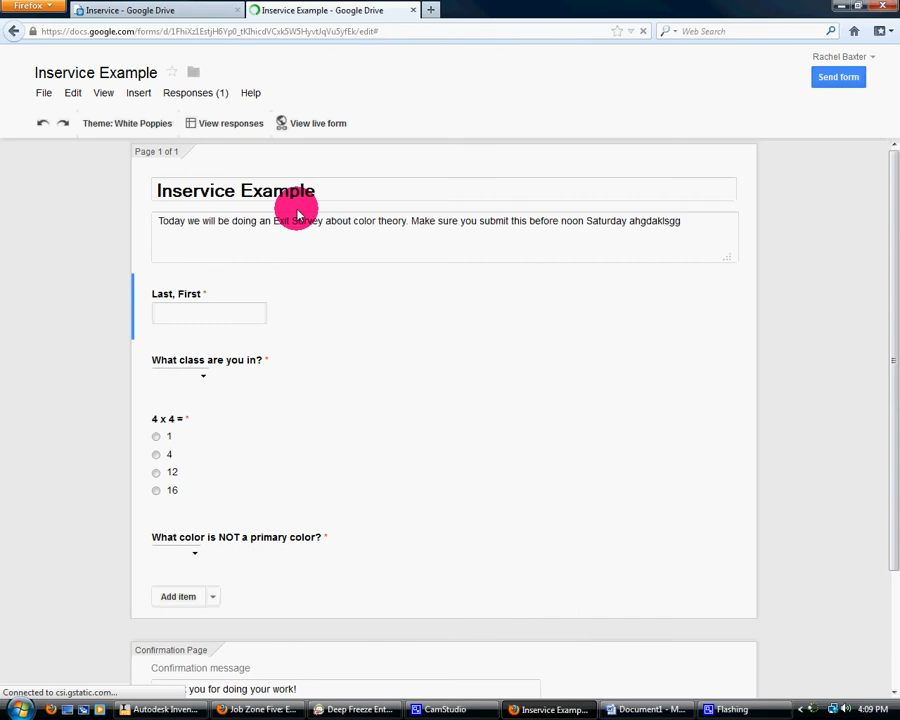 Firefox
Inservice - Google Drive
Inservice Example - Google Drive
https://docs.google.com/forms/d/1FhiXz1EstjH6Yp0_tKIhicdVCxk5W5HyvtJqVu5yfEk/edit#
Web Search
Rachel Baxter
Inservice Example
Send form
File Edit View Insert Responses (1) Help
Theme: White Poppies View responses View live form
Page 1 of 1
Inservice Example
Today we will be doing an Exit Survey about color theory. Make sure you submit this before noon Saturday ahgdaklsgg
Last, First *
What class are you in? *
4 x 4 = *
1
4
12
16
What color is NOT a primary color? *
Add item
Confirmation Page
Confirmation message
you for doing your work!
Connected to csi.gstatic.com...
Autodesk Inven... Job Zone Five: E... Deep Freeze Ent... CamStudio Inservice Examp... Document1 - M... Flashing 4:09 PM